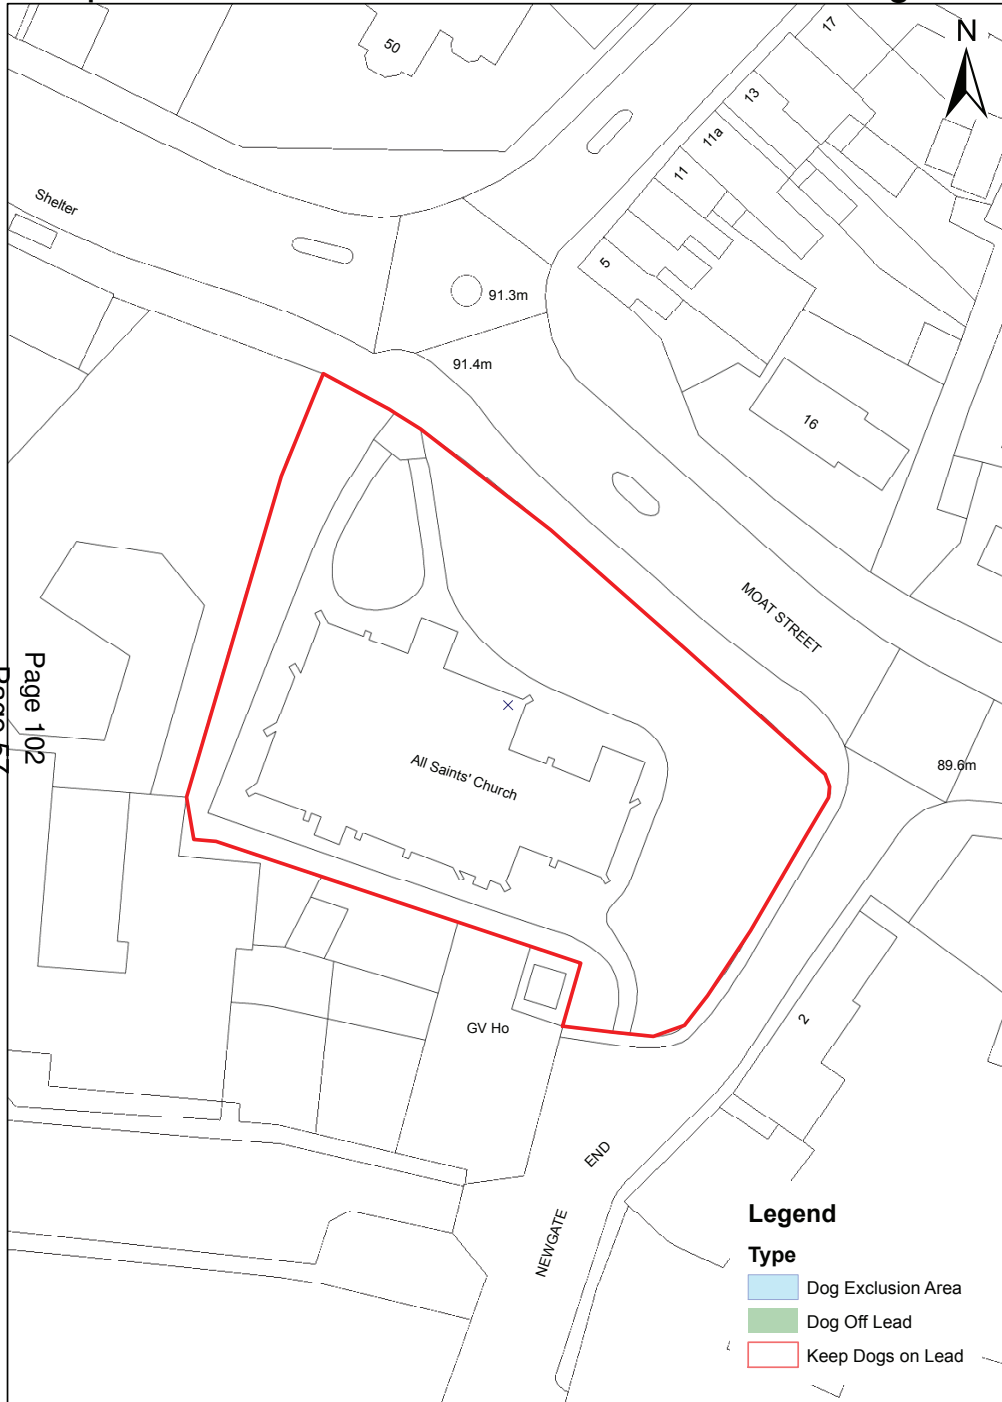 50
17
N
13
11a
11
5
Shelter
91.3m
91.4m
16
MOAT STREET
Page 102
All Saints' Church
89.6m
GV Ho
2
NEWGATE END
Legend
Type
Dog Exclusion Area
Dog Off Lead
Keep Dogs on Lead